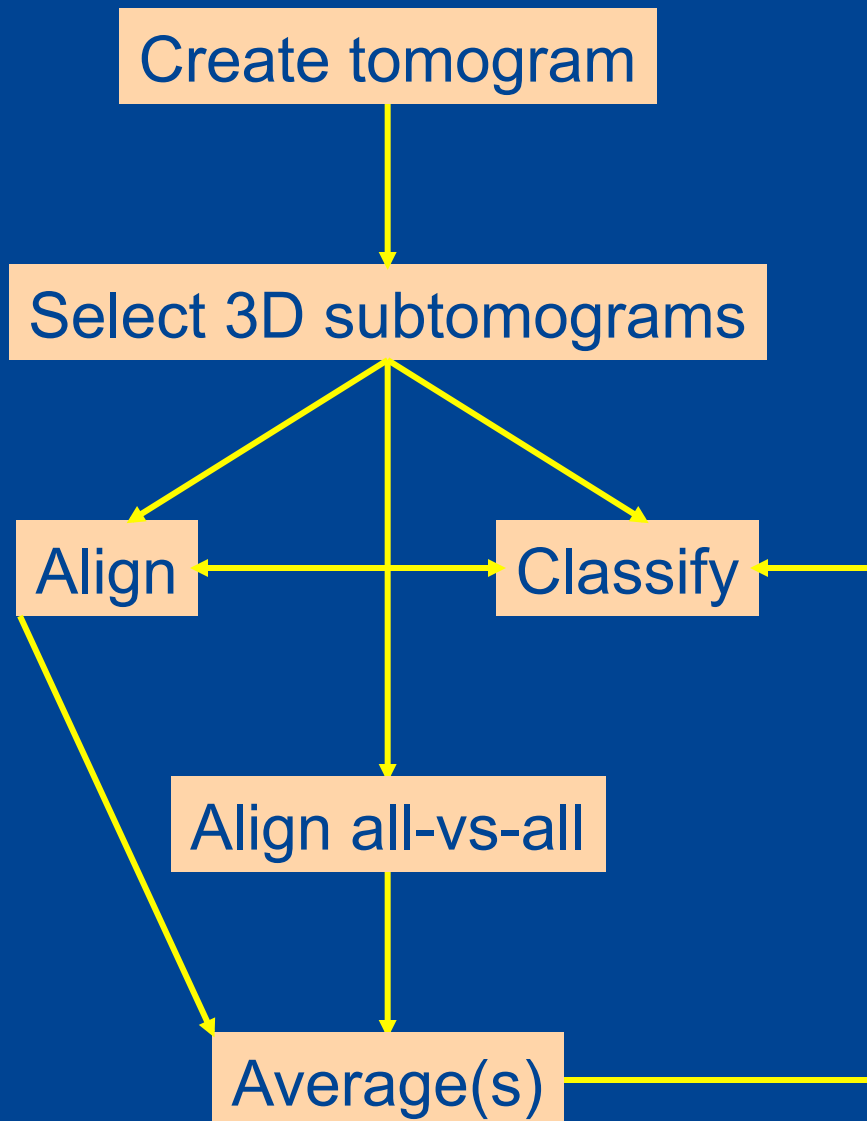 Create tomogram
Select 3D subtomograms
Align
Classify
Align all-vs-all
Average(s)